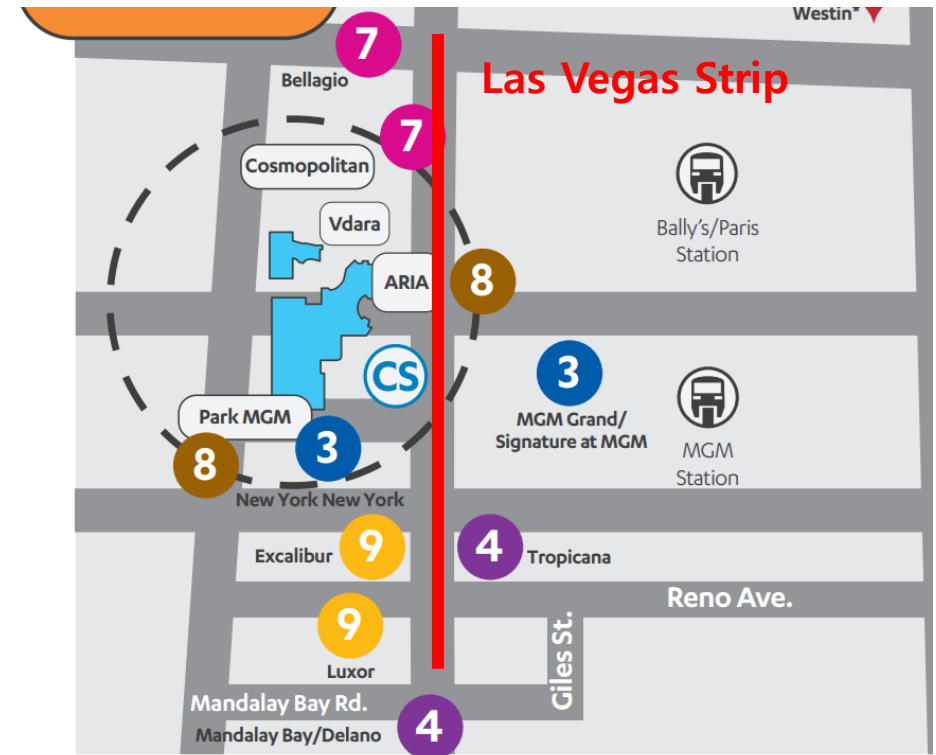 Westin*
7
Bellagio
Las Vegas Strip
7
Cosmopolitan
Vdara
Bally's/Paris
Station
ARIA
8
CS
3
MGM Grand/
Signature at MGM
MGM
Station
Park MGM
3
8
New York New York
Excalibur
9
4
Tropicana
Reno Ave.
9
Giles St.
Luxor
Mandalay Bay Rd.
4
Mandalay Bay/Delano